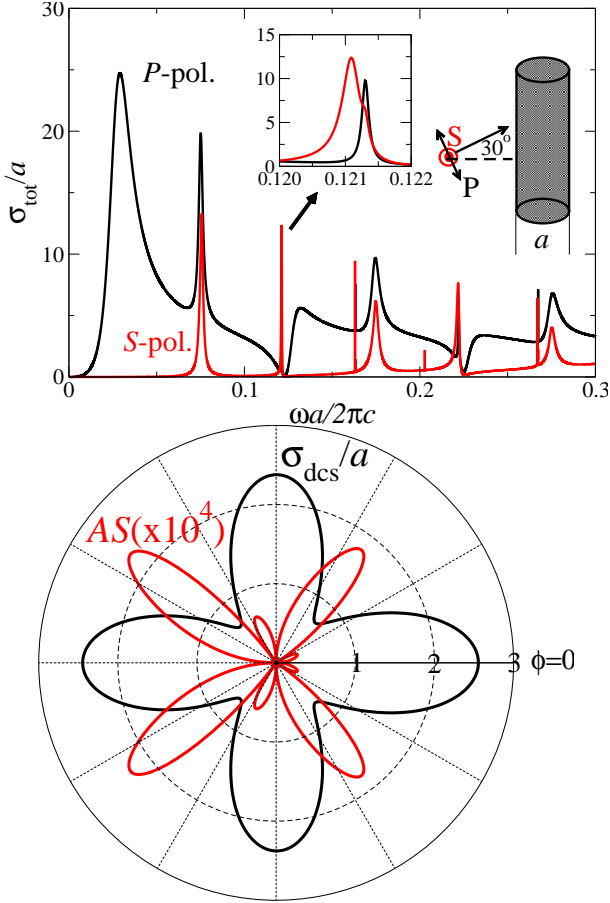 30
20
10
0
σtot/a
P-pol.
S-pol.
15
10
5
0
0.120
0.121
0.122
S
P
30°
a
0
0.1
0.2
0.3
ωa/2πc
σdcs/a
AS(x10⁴)
1
2
3
ϕ=0